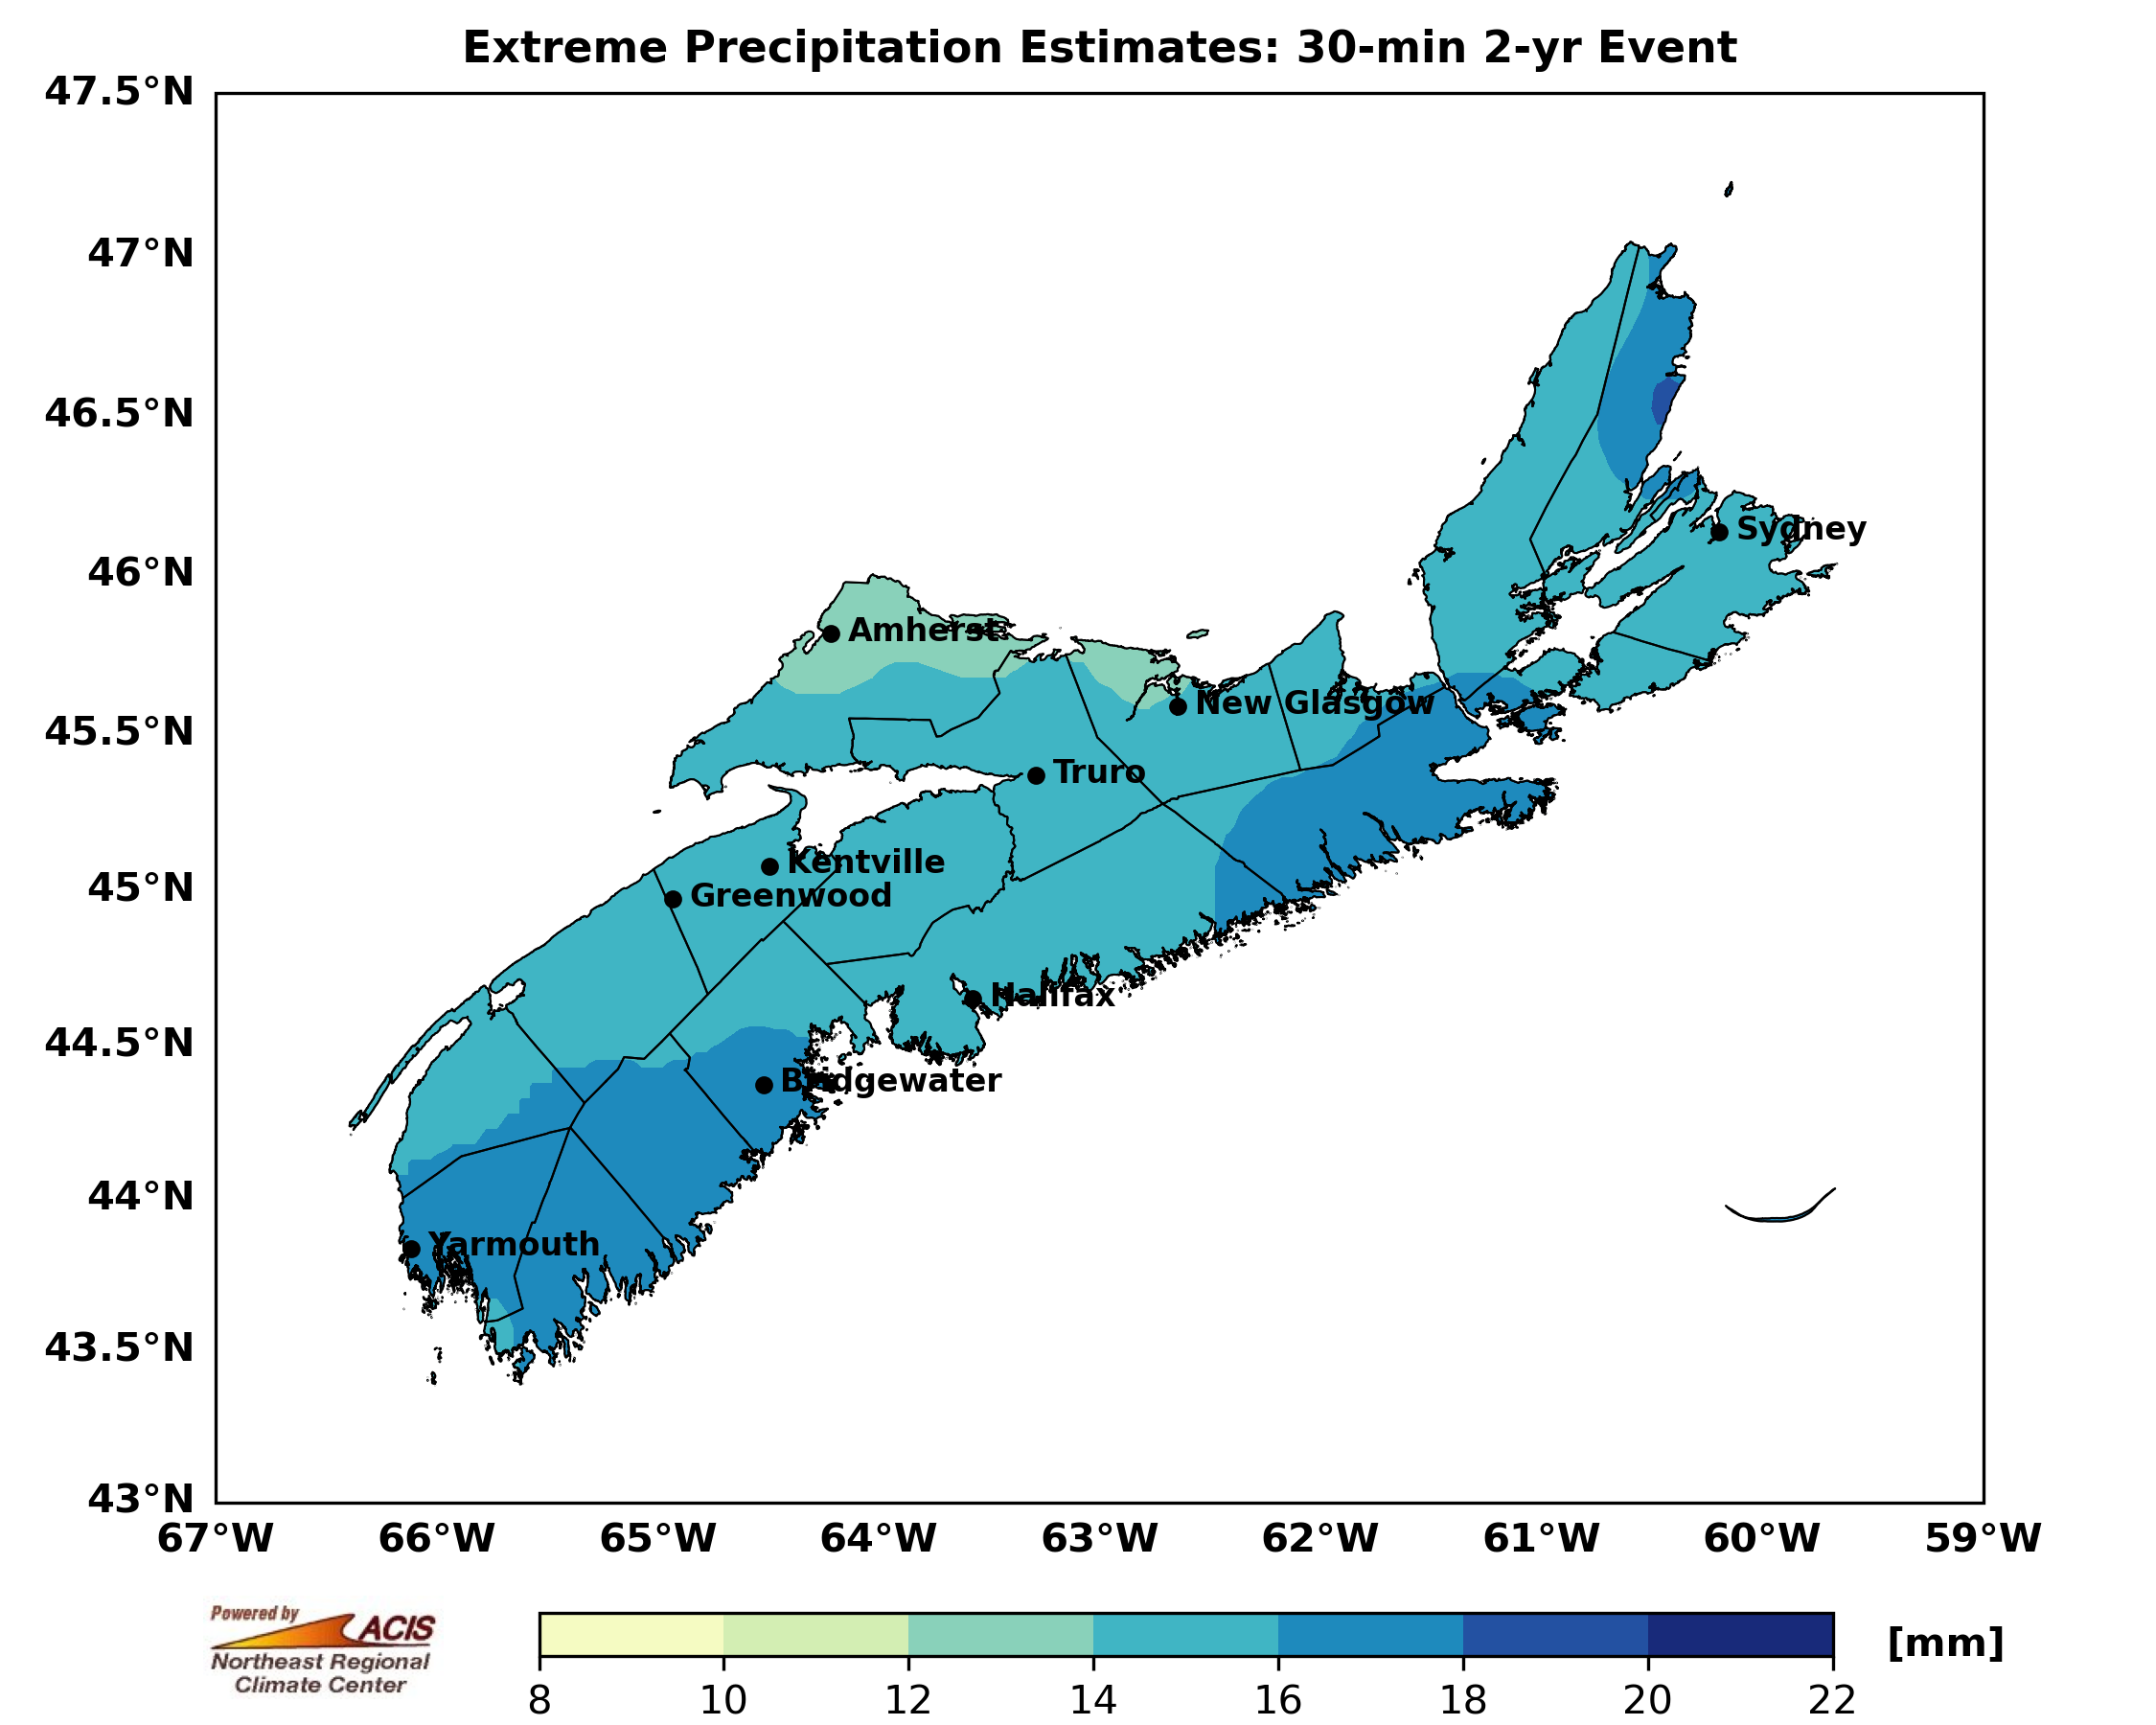 Extreme Precipitation Estimates: 30-min 2-yr Event
47.5°N
47°N
46.5°N
46°N
45.5°N
45°N
44.5°N
44°N
43.5°N
43°N
Sydney
Amherst
New Glasgow
Truro
Kentville
Greenwood
Halifax
Bridgewater
Yarmouth
67°W 66°W 65°W 64°W 63°W 62°W 61°W 60°W 59°W
Powered by
ACIS
Northeast Regional
Climate Center
[mm]
8 10 12 14 16 18 20 22